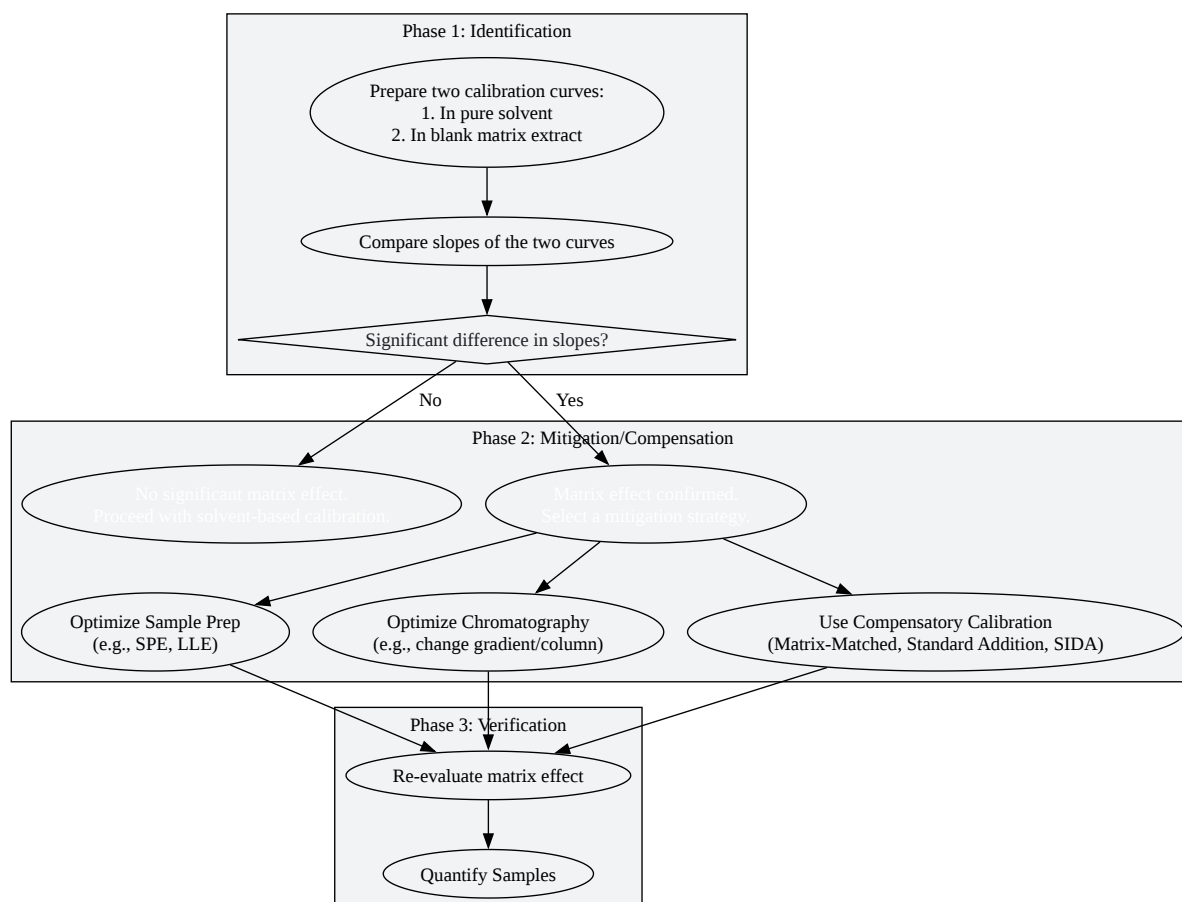 Phase 1: Identification
Prepare two calibration curves:
1. In pure solvent
2. In blank matrix extract
Compare slopes of the two curves
Significant difference in slopes?
No
Yes
Phase 2: Mitigation/Compensation
No significant matrix effect.
Proceed with solvent-based calibration.
Matrix effect confirmed.
Select a mitigation strategy.
Optimize Sample Prep
(e.g., SPE, LLE)
Optimize Chromatography
(e.g., change gradient/column)
Use Compensatory Calibration
(Matrix-Matched, Standard Addition, SIDA)
Phase 3: Verification
Re-evaluate matrix effect
Quantify Samples